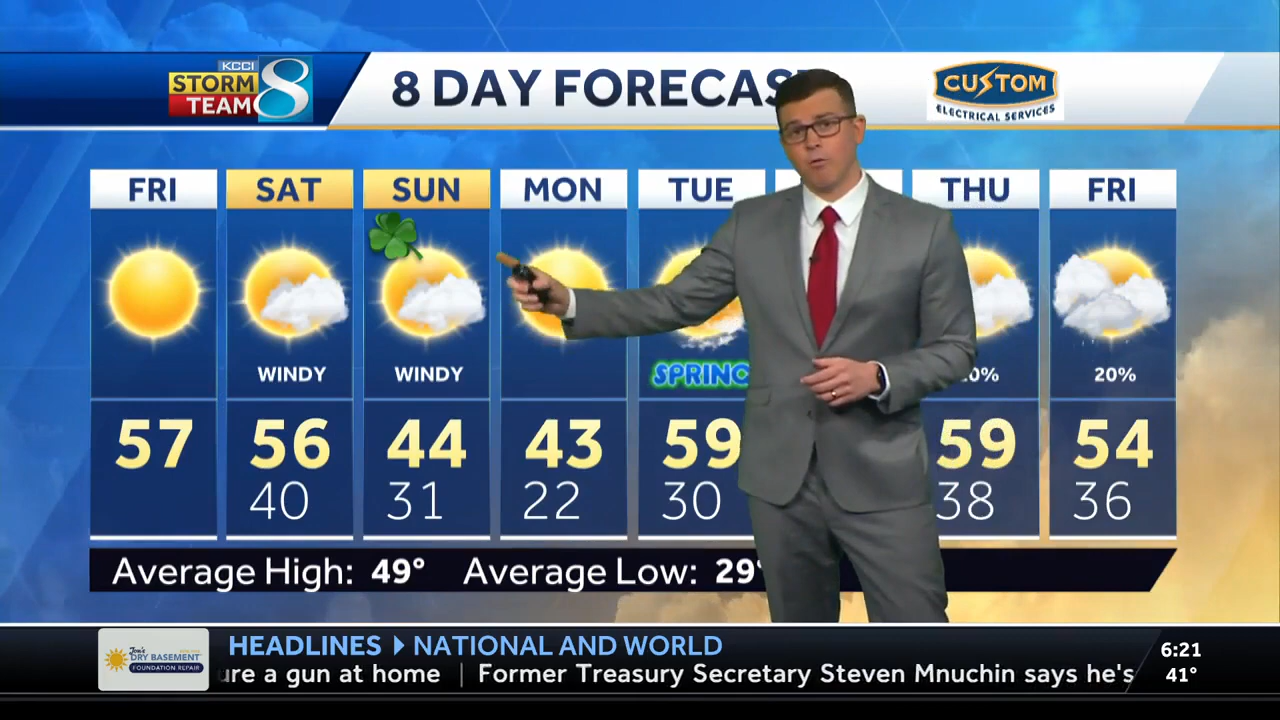 KCCI
STORM
TEAM 8
8 DAY FORECAS
CUSTOM
ELECTRICAL SERVICES
FRI SAT SUN MON TUE THU FRI
WINDY WINDY SPRING 0% 20%
57 56 44 43 59 59 54
40 31 22 30 38 36
Average High: 49° Average Low: 29°
HEADLINES NATIONAL AND WORLD
6:21
Jon's
DRY BASEMENT
FOUNDATION REPAIR
ure a gun at home | Former Treasury Secretary Steven Mnuchin says he's
41°